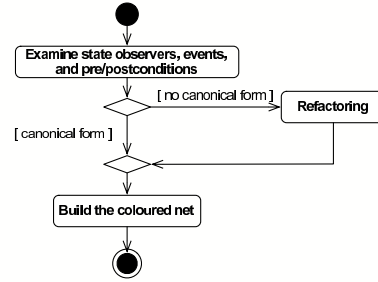 Examine state observers, events,
and pre/postconditions
[ no canonical form ]
Refactoring
[ canonical form ]
Build the coloured net